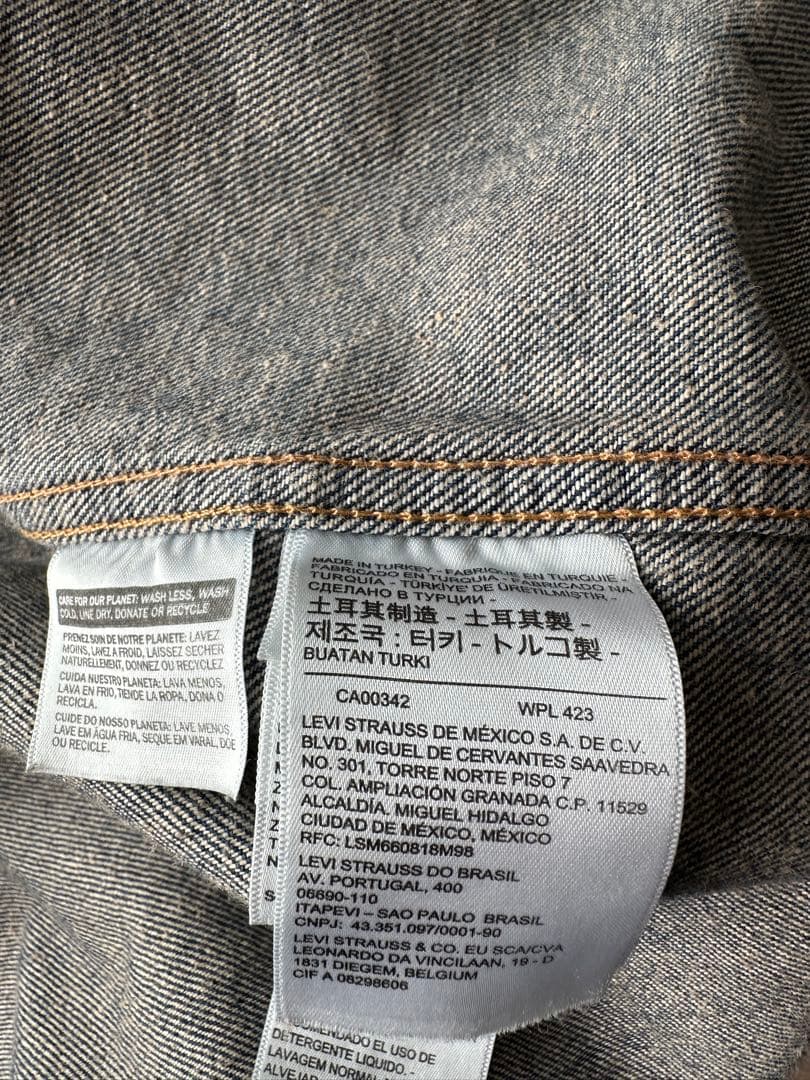 CARE FOR OUR PLANET: WASH LESS, WASH
COLD, LINE DRY, DONATE OR RECYCLE
PRENEZ SOIN DE NOTRE PLANETE: LAVEZ
MOINS, LAVEZ A FROID, LAISSEZ SECHER
NATURELLEMENT, DONNEZ OU RECYCLEZ
CUIDA NUESTRO PLANETA: LAVA MENOS,
LAVA EN FRIO, TIENDE LA ROPA, DONA O
RECICLA.
CUIDE DO NOSSO PLANETA: LAVE MENOS,
LAVE EM ÁGUA FRIA, SEQUE EM VARAL, DOE
OU RECICLE.
MADE IN TURKEY - FABRIQUE EN TURQUIE -
FABRICADO EN TURQUIA - FABRICADO NA
TURQUÍA - TÜRKİYE' DE ÜRETILMISTIR. -
СДЕЛАНО В ТУРЦИИ -
土耳其制造 - 土耳其製 -
제조국 : 터키 - トルコ製 -
BUATAN TURKI
CA00342 WPL 423
LEVI STRAUSS DE MÉXICO S.A. DE C.V.
BLVD. MIGUEL DE CERVANTES SAAVEDRA
NO. 301, TORRE NORTE PISO 7
COL. AMPLIACIÓN GRANADA C.P. 11529
ALCALDÍA. MIGUEL HIDALGO
CIUDAD DE MÉXICO, MÉXICO
RFC: LSM660818M98
LEVI STRAUSS DO BRASIL
AV. PORTUGAL, 400
06690-110
ITAPEVI – SAO PAULO BRASIL
CNPJ: 43.351.097/0001-90
LEVI STRAUSS & CO. EU SCA/CVA
LEONARDO DA VINCILAAN, 19 - D
1831 DIEGEM, BELGIUM
CIF A 08298606
EL USO DE
DETERGENTE LIQUIDO.
LAVAGEM NORMAL